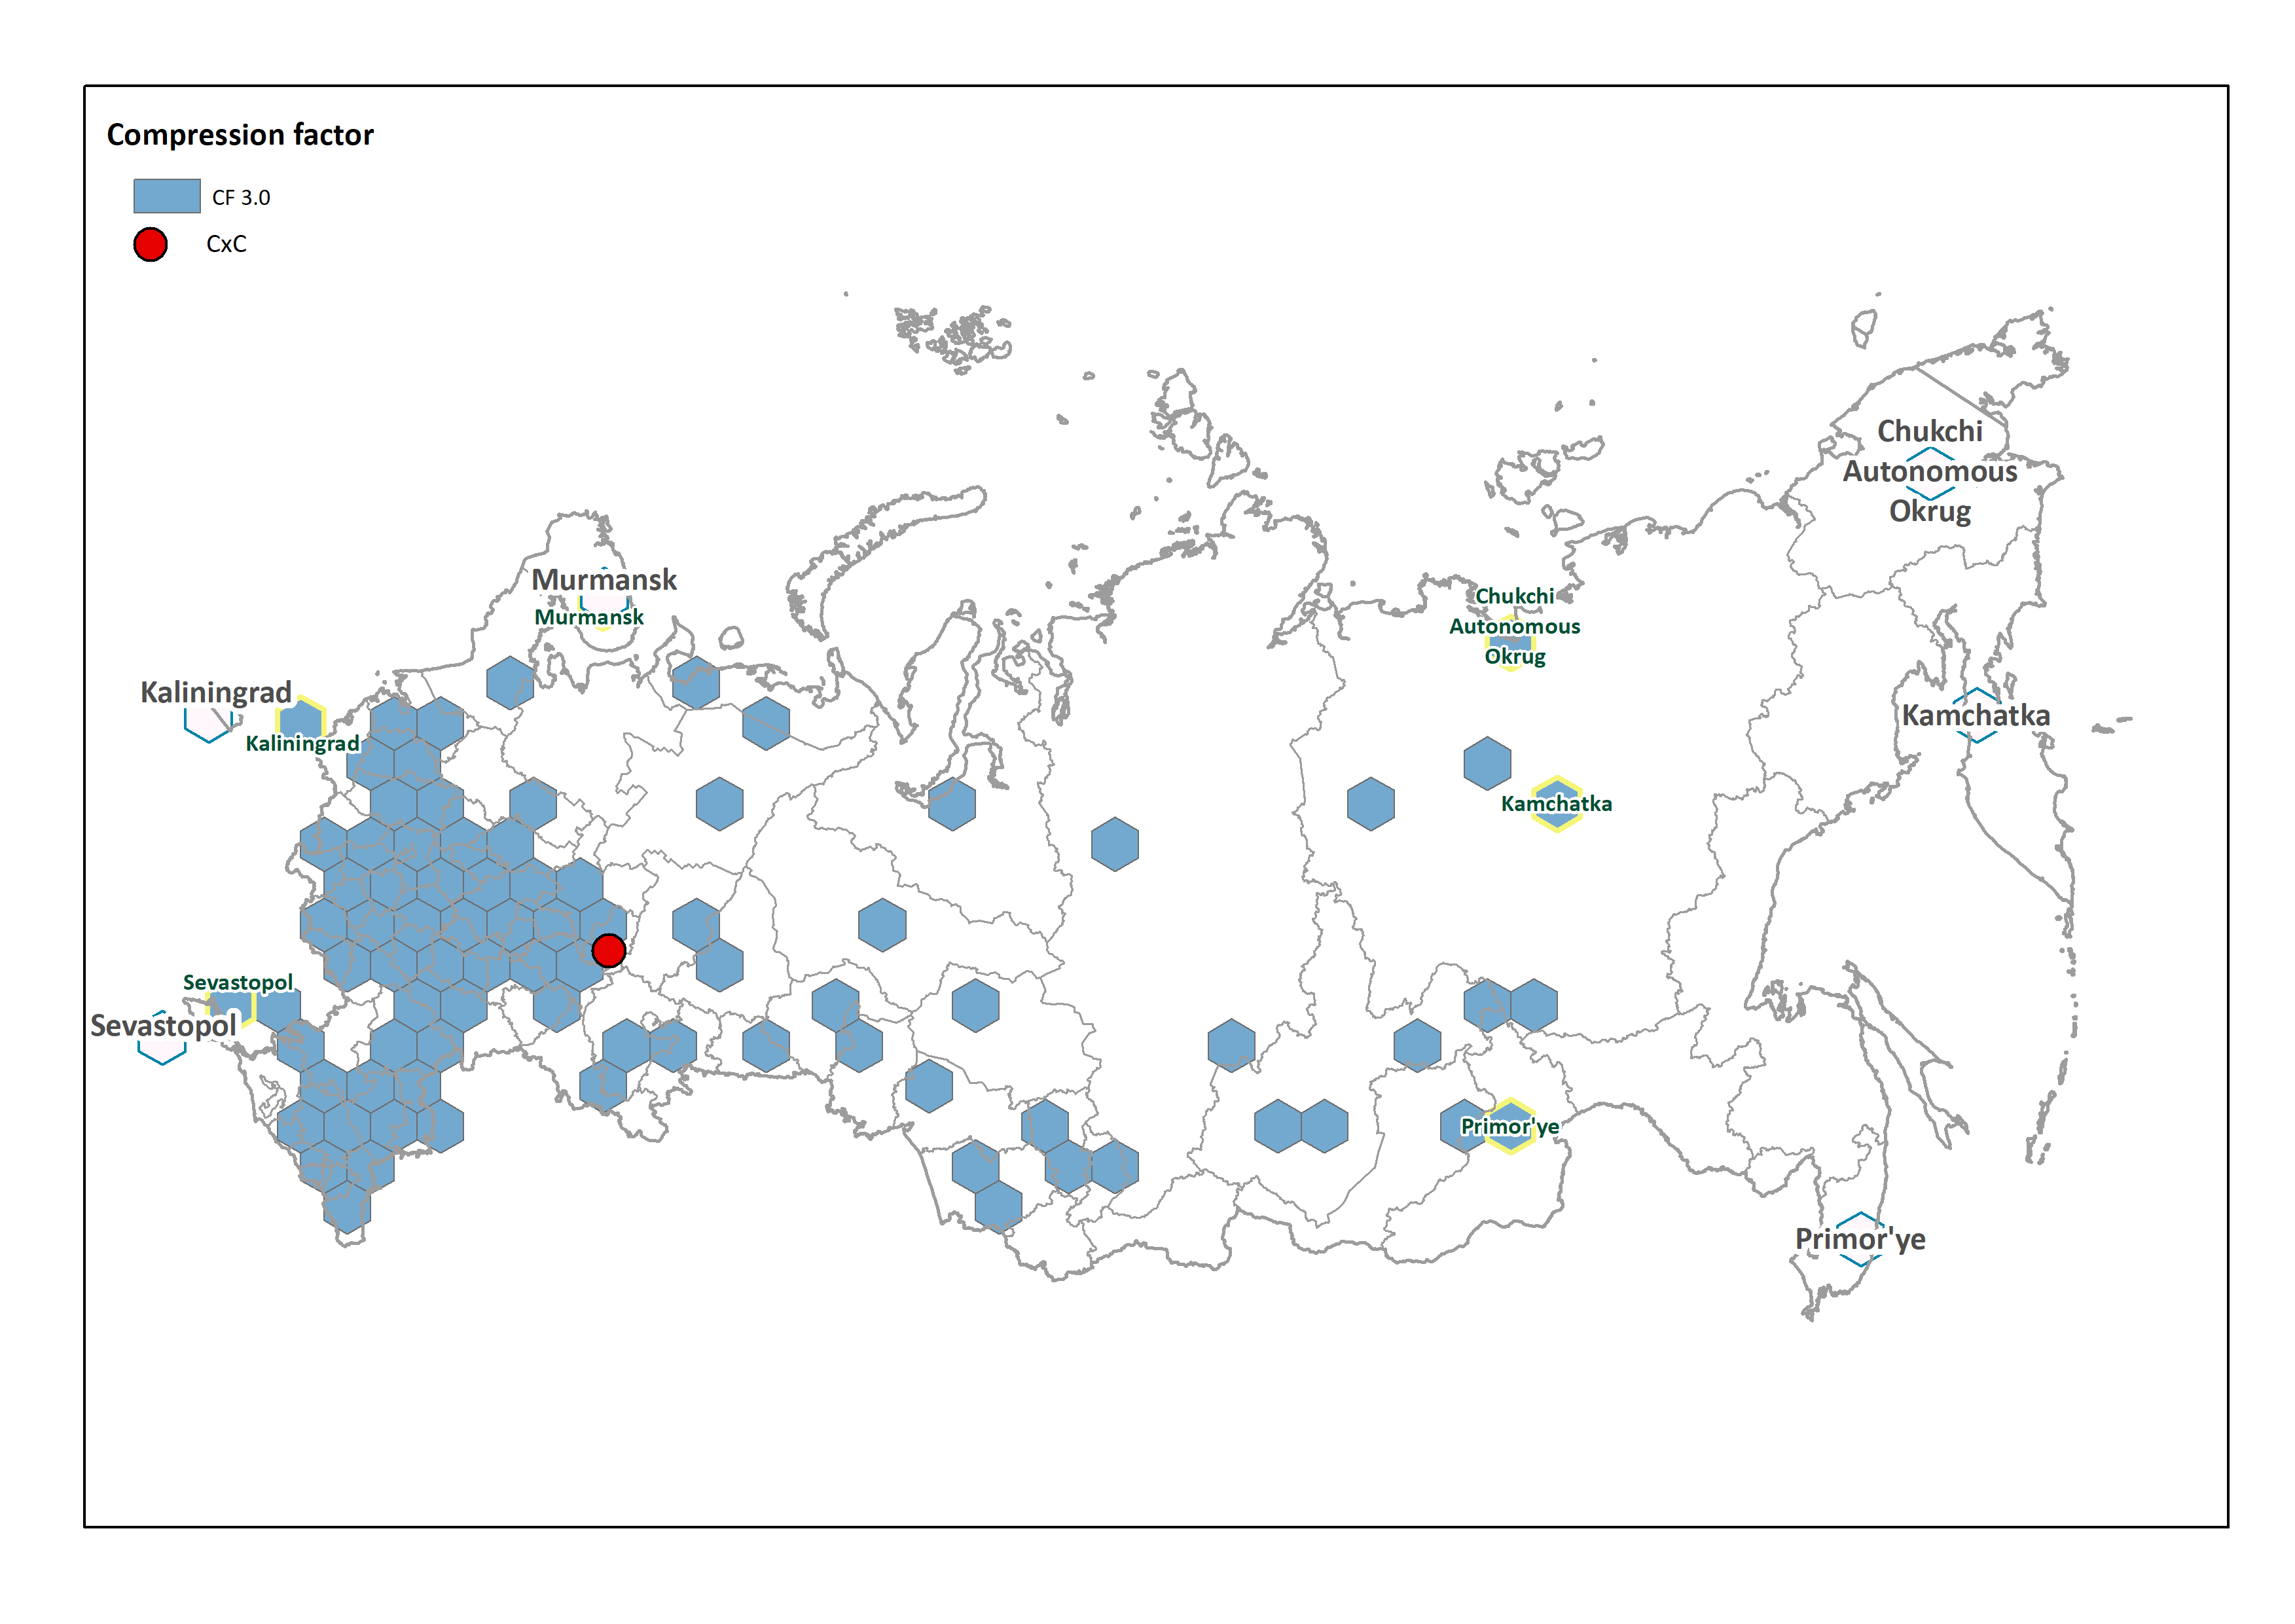 Compression factor
CF 3.0
CxC
Chukchi
Autonomous
Okrug
Murmansk
Murmansk
Chukchi
Autonomous
Okrug
Kaliningrad
Kaliningrad
Kamchatka
Kamchatka
Sevastopol
Sevastopol
Primor'ye
Primor'ye